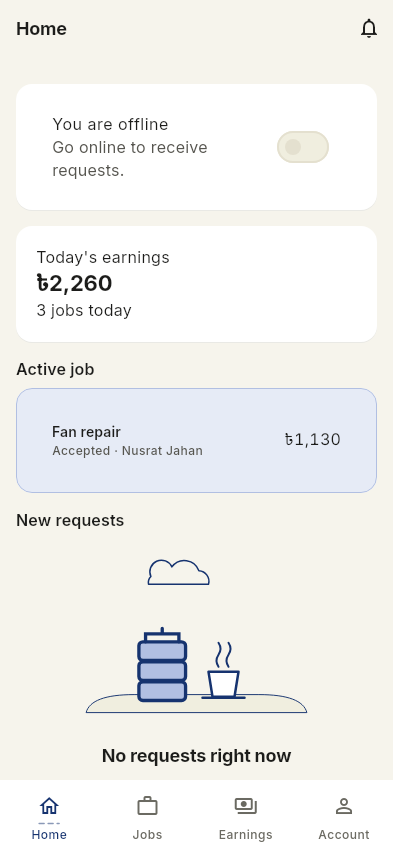 Home
You are offline
Go online to receive
requests.
Today's earnings
৳2,260
3 jobs today
Active job
Fan repair
Accepted · Nusrat Jahan
৳1,130
New requests
No requests right now
Home
Jobs
Earnings
Account